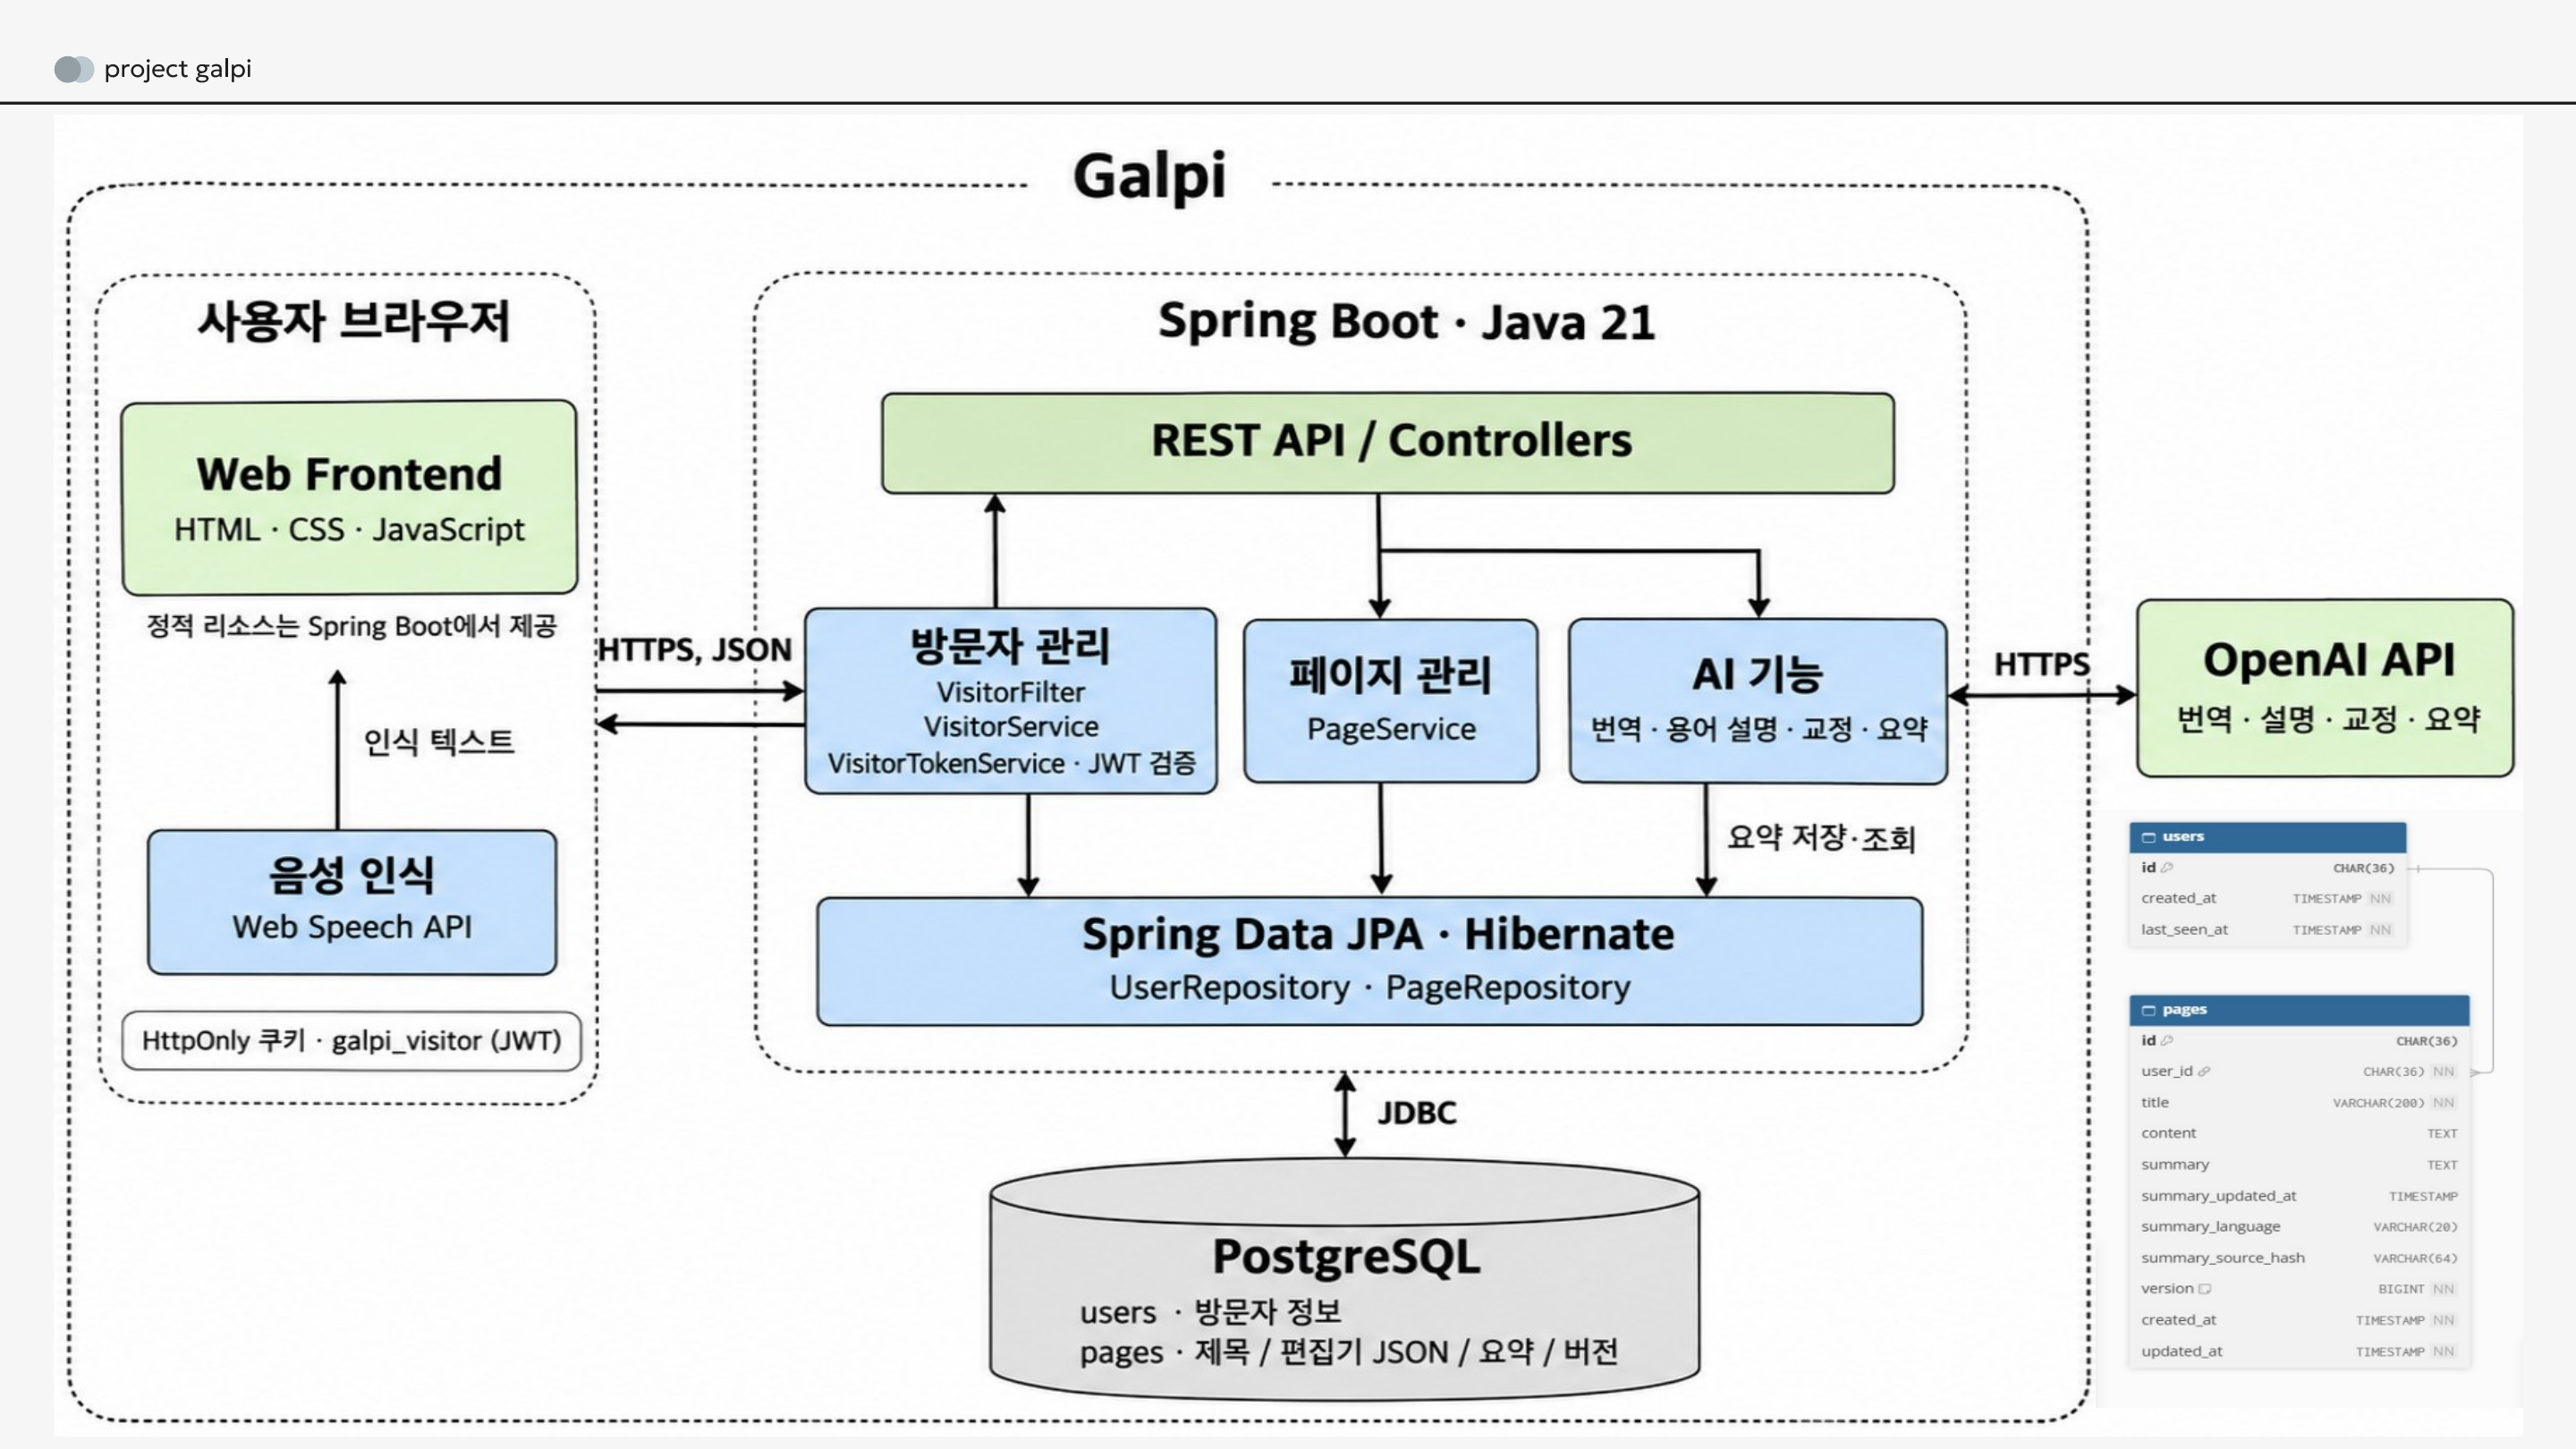 project galpi
Galpi
사용자 브라우저
Web Frontend
HTML · CSS · JavaScript
정적 리소스는 Spring Boot에서 제공
인식 텍스트
음성 인식
Web Speech API
HttpOnly 쿠키 · galpi_visitor (JWT)
HTTPS, JSON
Spring Boot · Java 21
REST API / Controllers
방문자 관리
VisitorFilter
VisitorService
VisitorTokenService · JWT 검증
페이지 관리
PageService
AI 기능
번역 · 용어 설명 · 교정 · 요약
요약 저장·조회
Spring Data JPA · Hibernate
UserRepository · PageRepository
JDBC
PostgreSQL
users · 방문자 정보
pages · 제목 / 편집기 JSON / 요약 / 버전
HTTPS
OpenAI API
번역 · 설명 · 교정 · 요약
users
id CHAR(36)
created_at TIMESTAMP NN
last_seen_at TIMESTAMP NN
pages
id CHAR(36)
user_id CHAR(36) NN
title VARCHAR(200) NN
content TEXT
summary TEXT
summary_updated_at TIMESTAMP
summary_language VARCHAR(20)
summary_source_hash VARCHAR(64)
version BIGINT NN
created_at TIMESTAMP NN
updated_at TIMESTAMP NN